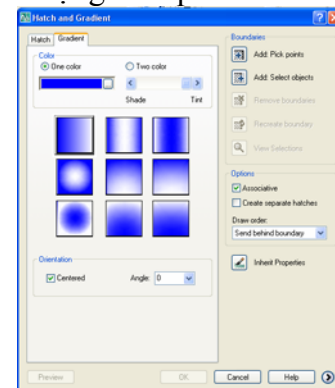 Hatch and Gradient
Hatch
Gradient
Color
One color
Two color
Shade
Tint
Orientation
Centered
Angle: 0
Boundaries
Add: Pick points
Add: Select objects
Remove boundaries
Recreate boundary
View Selections
Options
Associative
Create separate hatches
Draw order:
Send behind boundary
Inherit Properties
Preview
OK
Cancel
Help